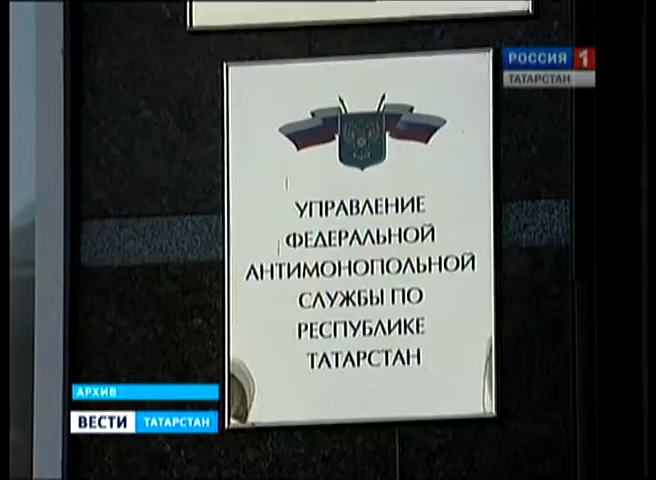 РОССИЯ 1
ТАТАРСТАН
УПРАВЛЕНИЕ
ФЕДЕРАЛЬНОЙ
АНТИМОНОПОЛЬНОЙ
СЛУЖБЫ ПО
РЕСПУБЛИКЕ
ТАТАРСТАН
АРХИВ
ВЕСТИ ТАТАРСТАН